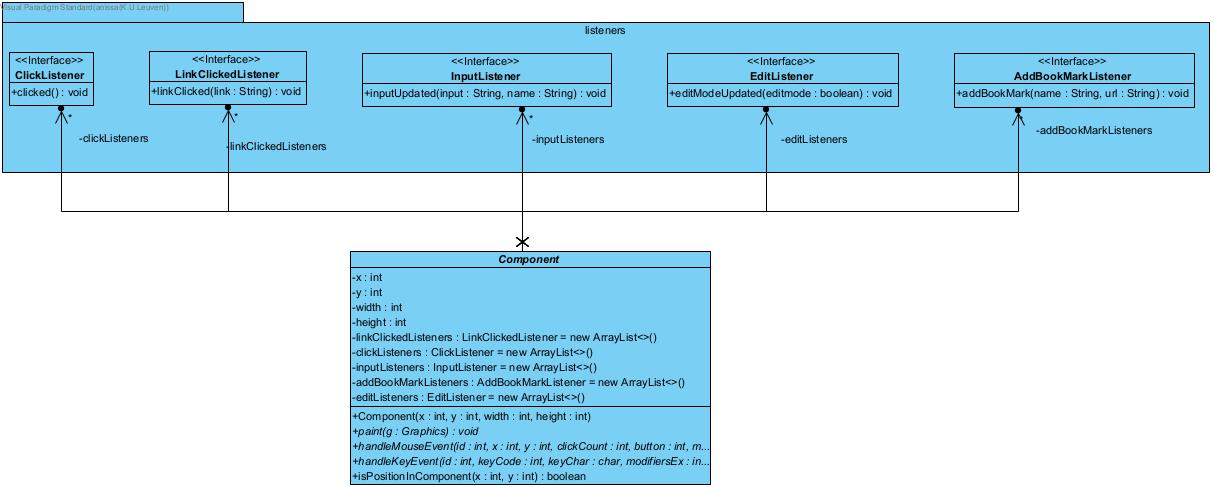 Visual Paradigm Standard(anissa(K.U.Leuven))
listeners
<<Interface>>
ClickListener
+clicked() : void
<<Interface>>
LinkClickedListener
+linkClicked(link : String) : void
<<Interface>>
InputListener
+inputUpdated(input : String, name : String) : void
<<Interface>>
EditListener
+editModeUpdated(editmode : boolean) : void
<<Interface>>
AddBookMarkListener
+addBookMark(name : String, url : String) : void
*
*
*
*
-clickListeners
-linkClickedListeners
-inputListeners
-editListeners
-addBookMarkListeners
Component
-x : int
-y : int
-width : int
-height : int
-linkClickedListeners : LinkClickedListener = new ArrayList<>()
-clickListeners : ClickListener = new ArrayList<>()
-inputListeners : InputListener = new ArrayList<>()
-addBookMarkListeners : AddBookMarkListener = new ArrayList<>()
-editListeners : EditListener = new ArrayList<>()
+Component(x : int, y : int, width : int, height : int)
+paint(g : Graphics) : void
+handleMouseEvent(id : int, x : int, y : int, clickCount : int, button : int, m...
+handleKeyEvent(id : int, keyCode : int, keyChar : char, modifiersEx : in...
+isPositionInComponent(x : int, y : int) : boolean